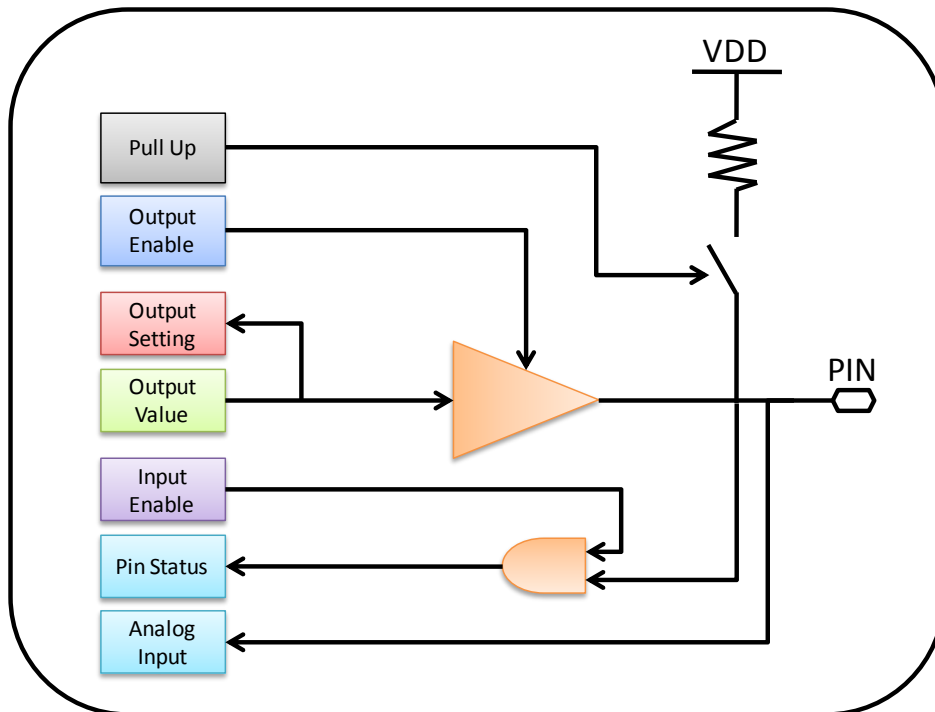 VDD
Pull Up
Output
Enable
Output
Setting
PIN
Output
Value
Input
Enable
Pin Status
Analog
Input